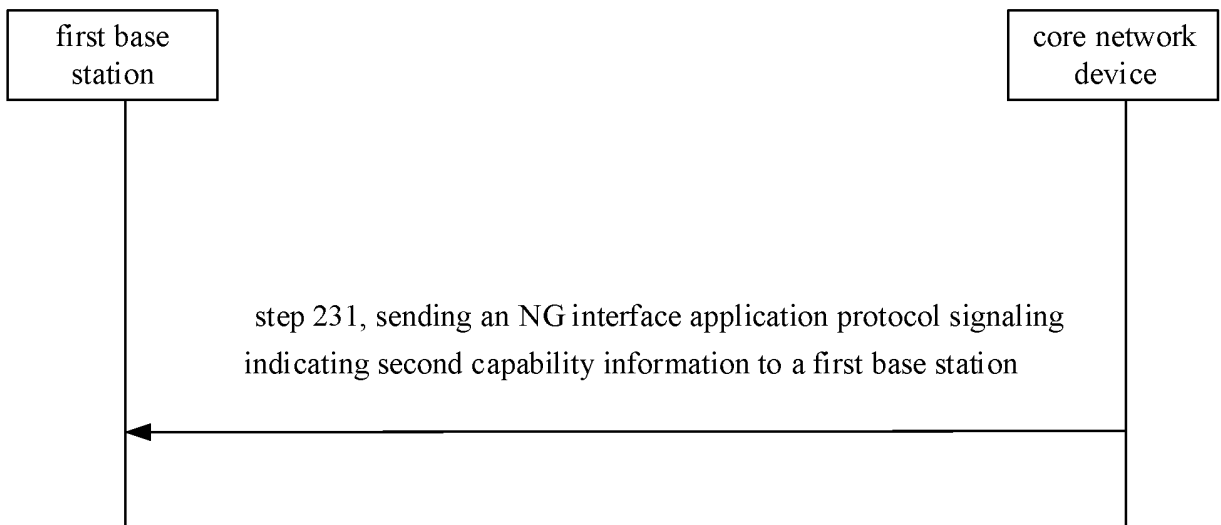 first base
station
core network
device
step 231, sending an NG interface application protocol signaling
indicating second capability information to a first base station